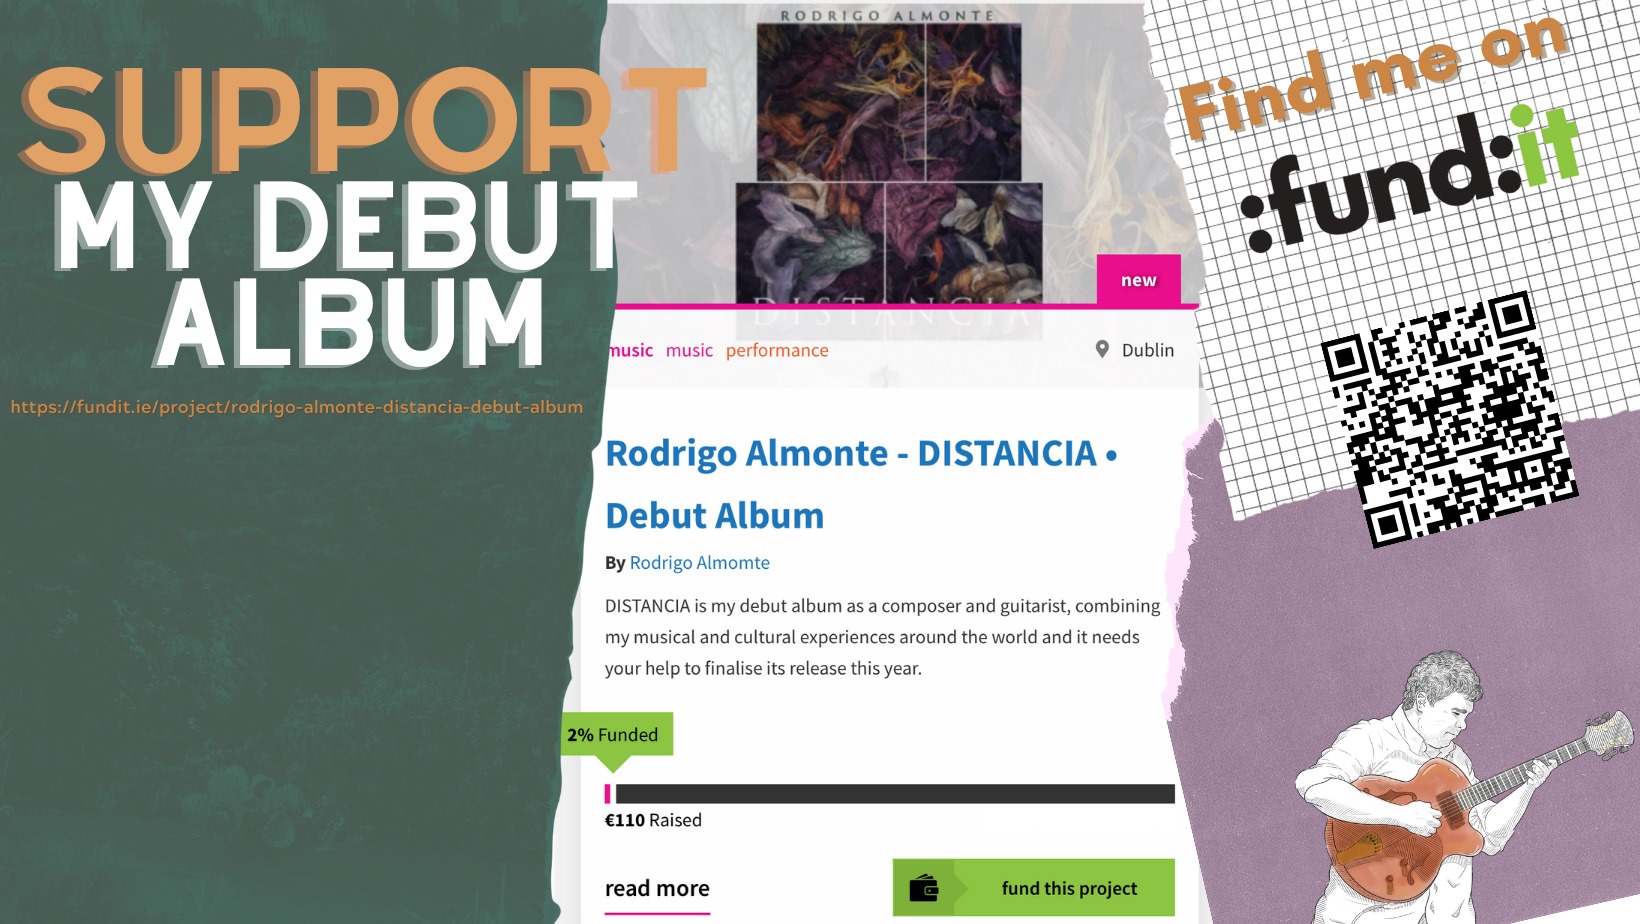 SUPPORT
MY DEBUT
ALBUM
https://fundit.ie/project/rodrigo-almonte-distancia-debut-album
RODRIGO ALMONTE
DISTANCIA
new
music music performance
Dublin
Rodrigo Almonte - DISTANCIA •
Debut Album
By Rodrigo Almomte
DISTANCIA is my debut album as a composer and guitarist, combining
my musical and cultural experiences around the world and it needs
your help to finalise its release this year.
2% Funded
€110 Raised
read more
fund this project
Find me on
:fund:it